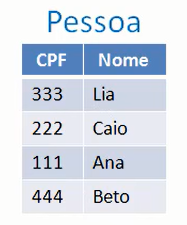 Pessoa
CPF Nome
333 Lia
222 Caio
111 Ana
444 Beto